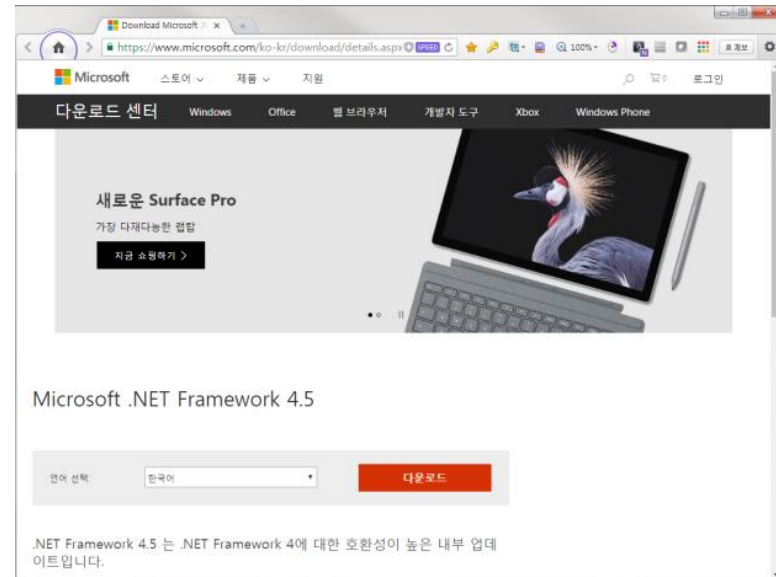 Download Microsoft
https://www.microsoft.com/ko-kr/download/details.aspx
SPEED
100%
Microsoft 스토어 제품 지원 0 로그인
다운로드 센터 Windows Office 웹 브라우저 개발자 도구 Xbox Windows Phone
새로운 Surface Pro
가장 다재다능한 랩탑
지금 쇼핑하기 >
Microsoft .NET Framework 4.5
언어 선택: 한국어 다운로드
.NET Framework 4.5 는 .NET Framework 4에 대한 호환성이 높은 내부 업데
이트입니다.